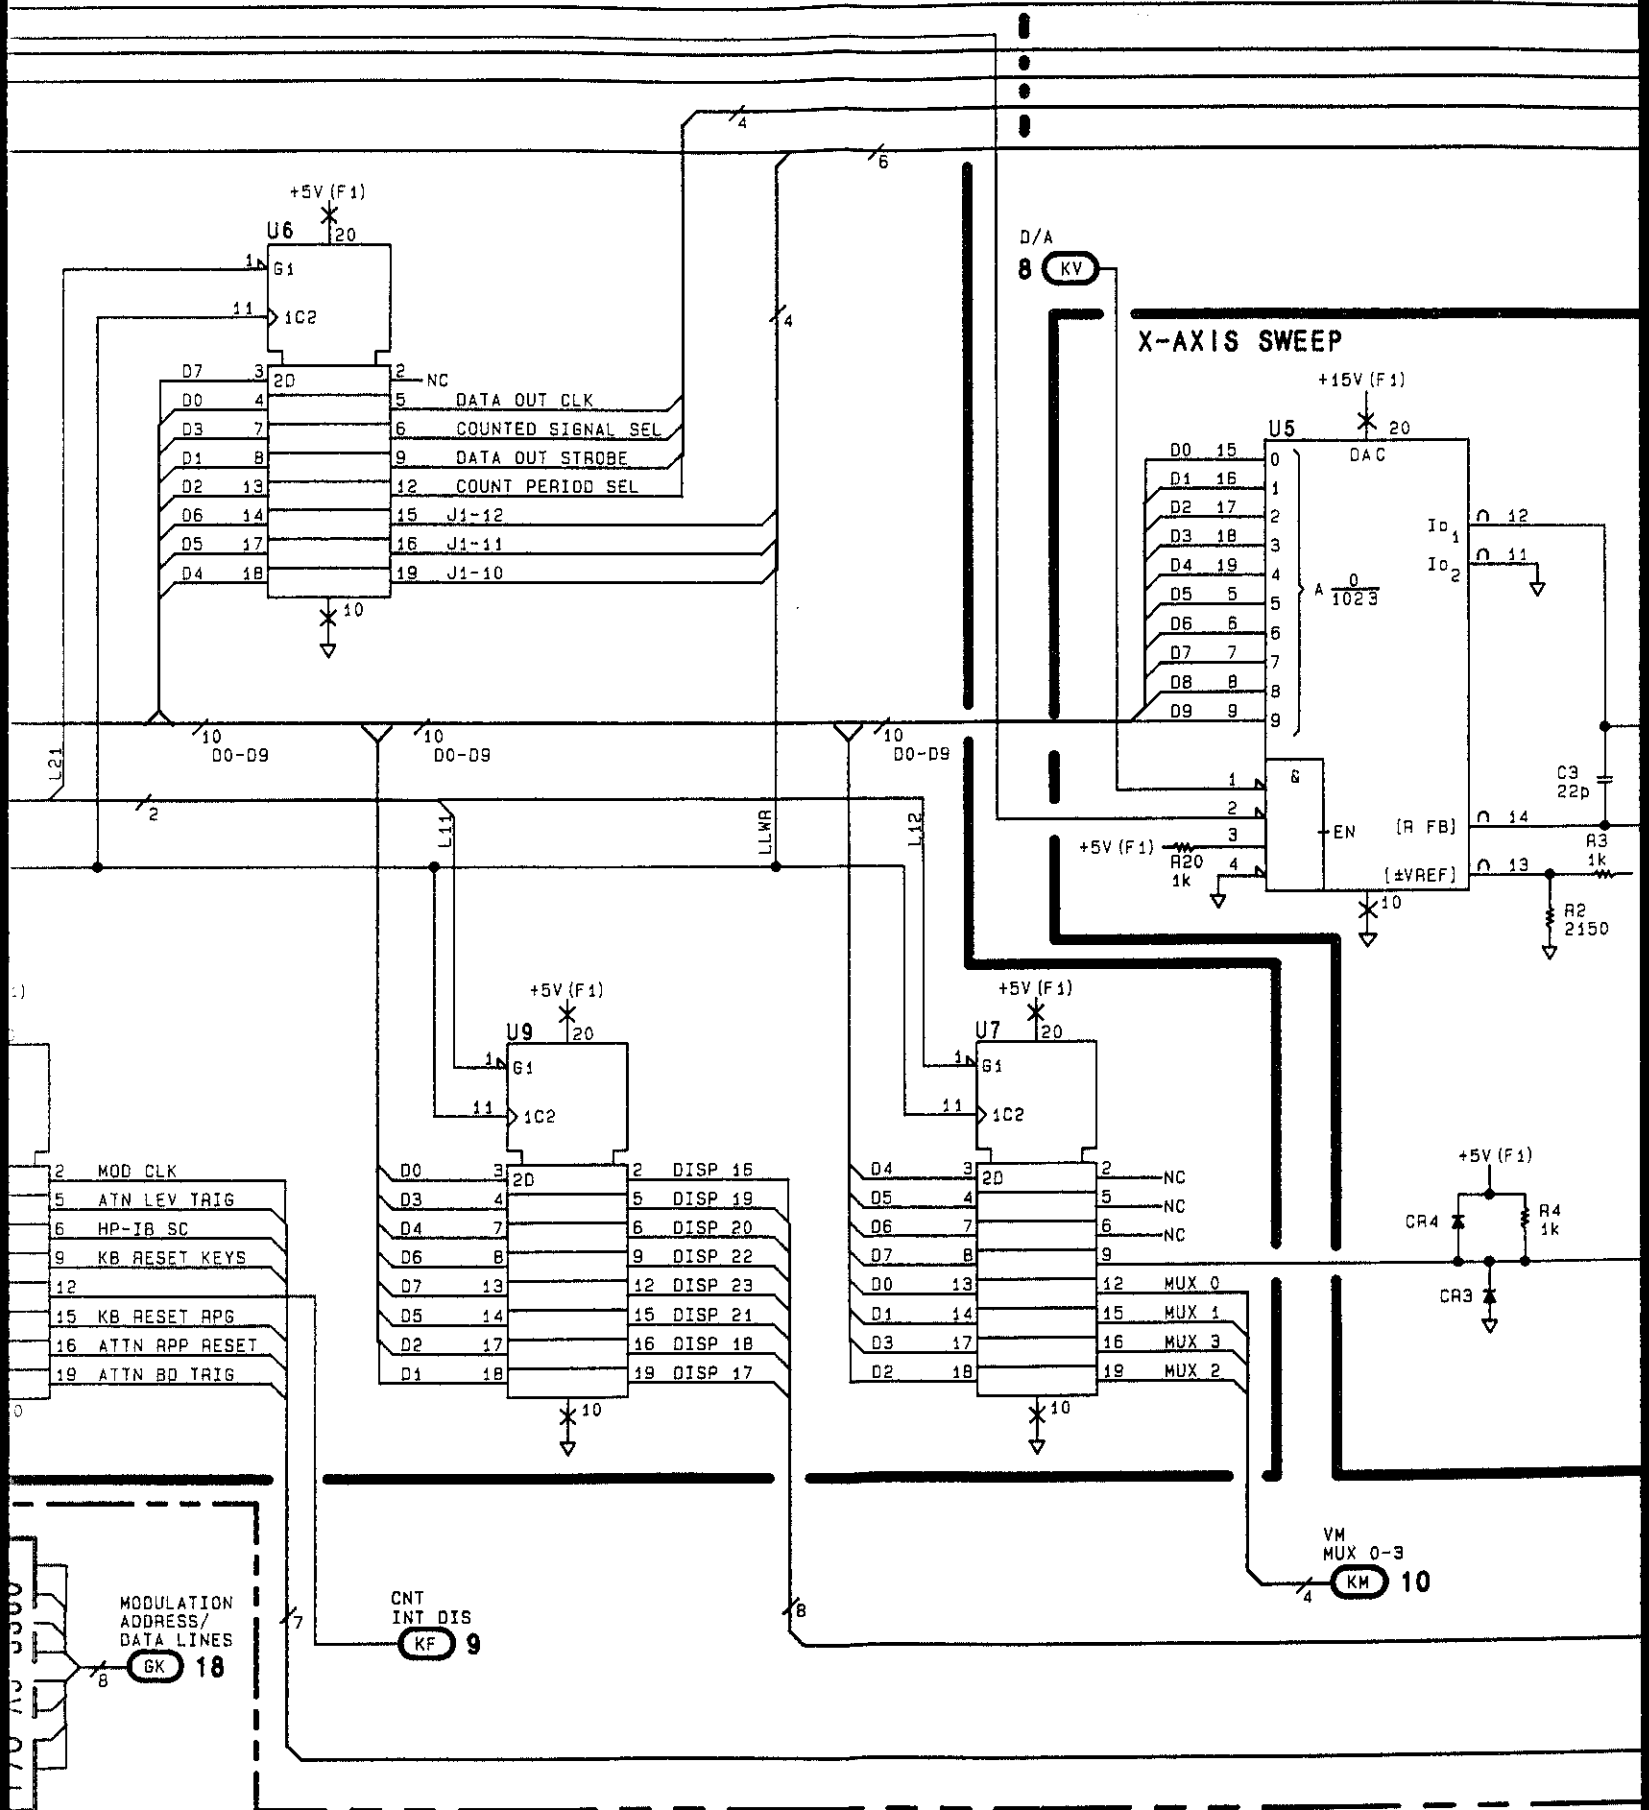 4
6
+5V(F1)
U6
20
1 G1
11 1C2
4
D7 3 2D 2 NC
D0 4 5 DATA OUT CLK
D3 7 6 COUNTED SIGNAL SEL
D1 8 9 DATA OUT STROBE
D2 13 12 COUNT PERIOD SEL
D6 14 15 J1-12
D5 17 16 J1-11
D4 18 19 J1-10
10
D/A
8 KV
X-AXIS SWEEP
+15V(F1)
U5
20
DAC
D0 15 0
D1 16 1
D2 17 2
D3 18 3
D4 19 4
D5 5 5
D6 6 6
D7 7 7
D8 8 8
D9 9 9
A 0
1023
IO1 12
IO2 11
10
D0-D9
10
D0-D9
10
D0-D9
L21
2
L11
LLWR
L12
1 &
2
+5V(F1) 3
EN
R20
1k
4
[R FB] 14
[±VREF] 13
10
C3
22p
R3
1k
R2
2150
+5V(F1)
U9
20
1 G1
11 1C2
D0 3 2D 2 DISP 16
D3 4 5 DISP 19
D4 7 6 DISP 20
D6 8 9 DISP 22
D7 13 12 DISP 23
D5 14 15 DISP 21
D2 17 16 DISP 18
D1 18 19 DISP 17
10
+5V(F1)
U7
20
1 G1
11 1C2
D4 3 2D 2 NC
D5 4 5 NC
D6 7 6 NC
D7 8 9
D0 13 12 MUX 0
D1 14 15 MUX 1
D3 17 16 MUX 3
D2 18 19 MUX 2
10
2 MOD CLK
5 ATN LEV TRIG
6 HP-IB SC
9 KB RESET KEYS
12
15 KB RESET RPG
16 ATTN RPP RESET
19 ATTN BD TRIG
+5V(F1)
CR4
R4
1k
CR3
VM
MUX 0-3
4 KM 10
MODULATION
ADDRESS/
DATA LINES
8 GK 18
7
CNT
INT DIS
KF 9
8